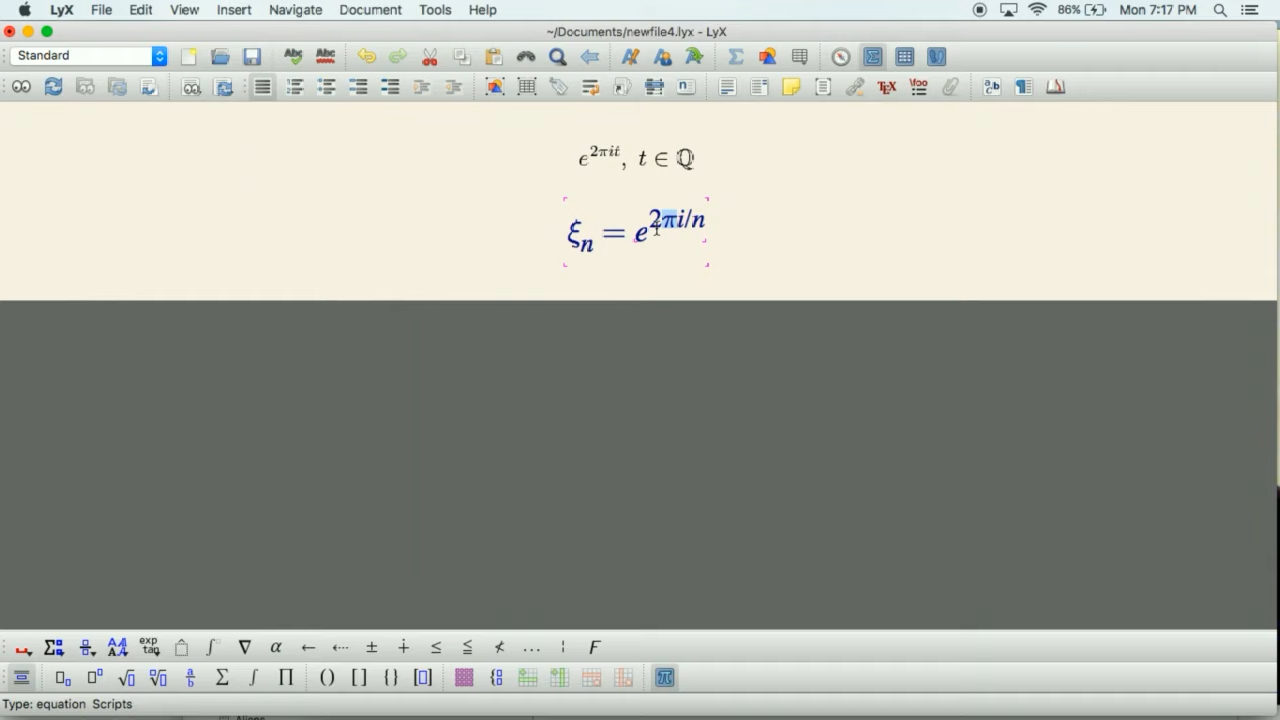 LyX File Edit View Insert Navigate Document Tools Help 86% Mon 7:17 PM
~/Documents/newfile4.lyx - LyX
Standard
e^{2πit}, t ∈ ℚ
ξ_n = e^{2πi/n}
Type: equation Scripts